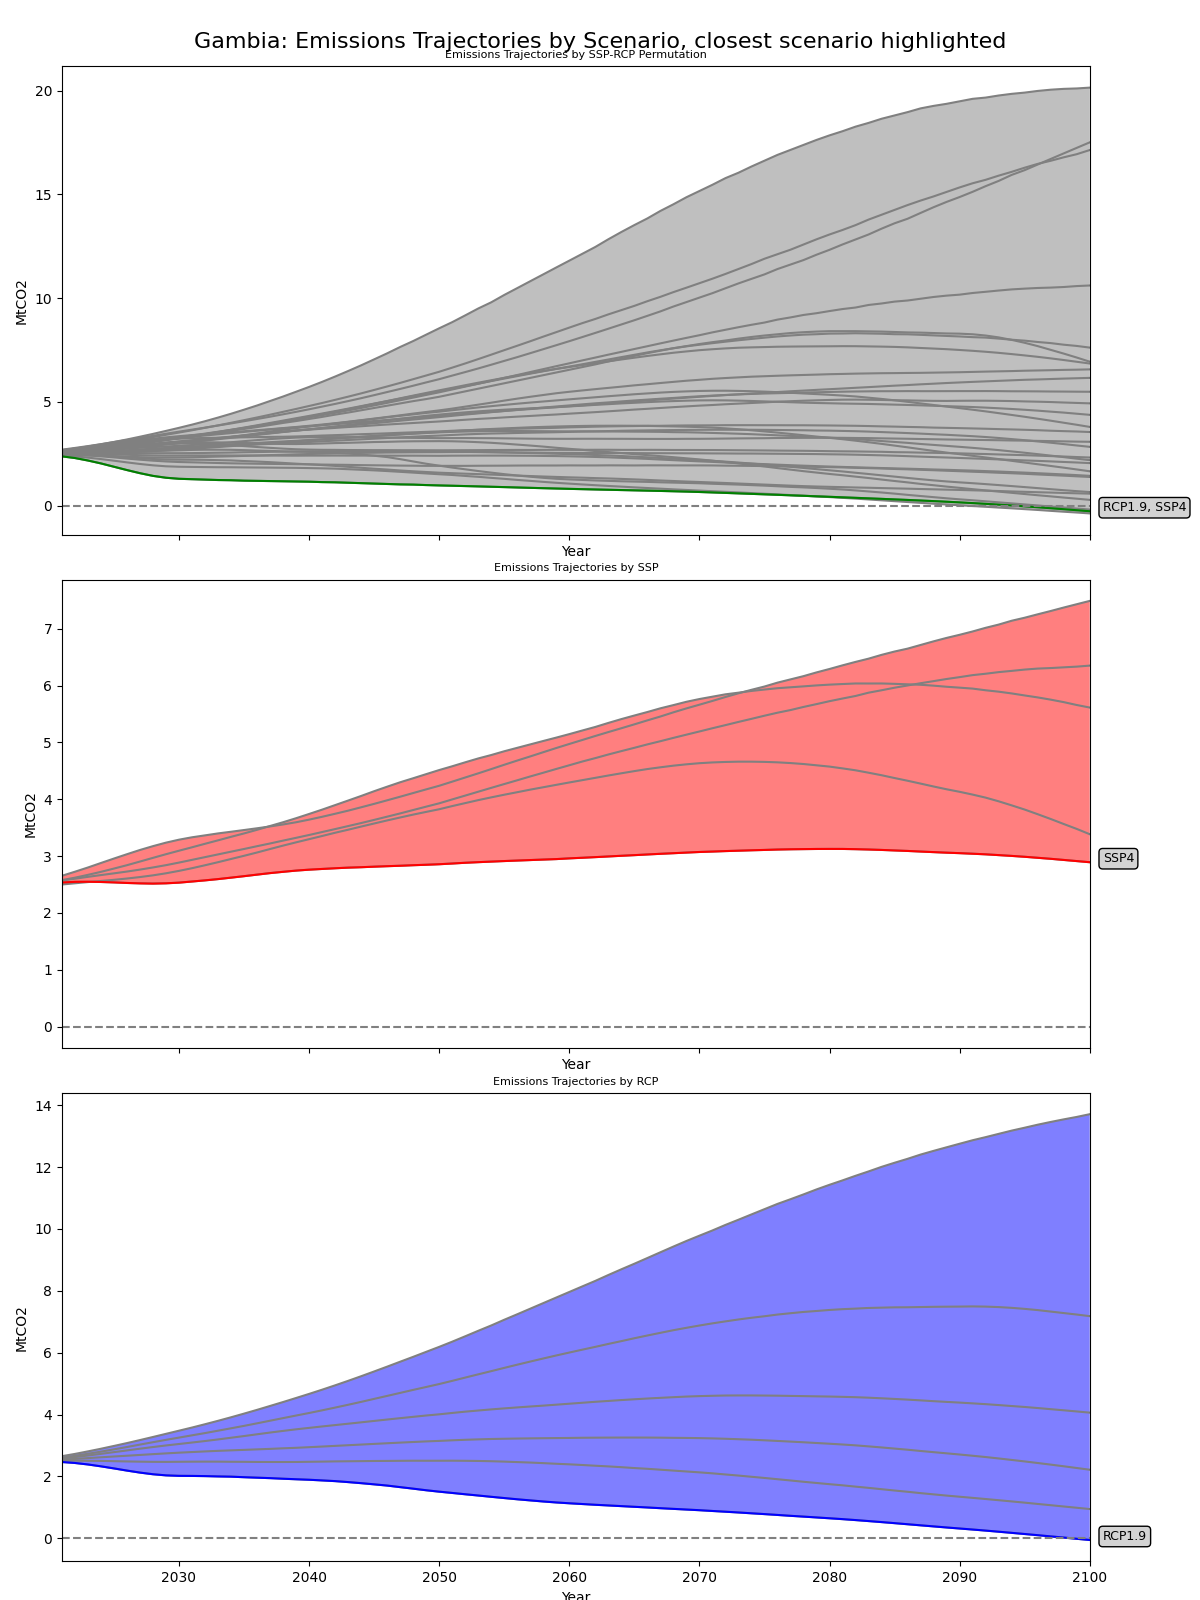 Gambia: Emissions Trajectories by Scenario, closest scenario highlighted
Emissions Trajectories by SSP-RCP Permutation
20
15
10
5
0
MtCO2
RCP1.9, SSP4
Year
Emissions Trajectories by SSP
7
6
5
4
3
2
1
0
MtCO2
SSP4
Year
Emissions Trajectories by RCP
14
12
10
8
6
4
2
0
MtCO2
RCP1.9
2030 2040 2050 2060 2070 2080 2090 2100
Year